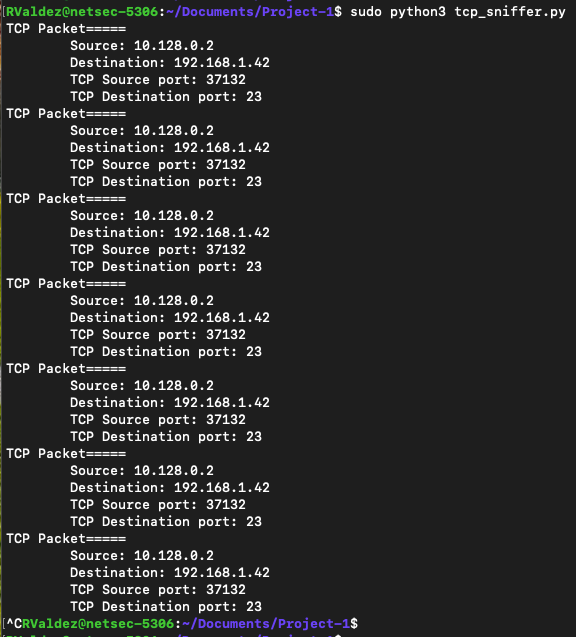 [RValdez@netsec-5306:~/Documents/Project-1$ sudo python3 tcp_sniffer.py
TCP Packet=====
Source: 10.128.0.2
Destination: 192.168.1.42
TCP Source port: 37132
TCP Destination port: 23
TCP Packet=====
Source: 10.128.0.2
Destination: 192.168.1.42
TCP Source port: 37132
TCP Destination port: 23
TCP Packet=====
Source: 10.128.0.2
Destination: 192.168.1.42
TCP Source port: 37132
TCP Destination port: 23
TCP Packet=====
Source: 10.128.0.2
Destination: 192.168.1.42
TCP Source port: 37132
TCP Destination port: 23
TCP Packet=====
Source: 10.128.0.2
Destination: 192.168.1.42
TCP Source port: 37132
TCP Destination port: 23
TCP Packet=====
Source: 10.128.0.2
Destination: 192.168.1.42
TCP Source port: 37132
TCP Destination port: 23
TCP Packet=====
Source: 10.128.0.2
Destination: 192.168.1.42
TCP Source port: 37132
TCP Destination port: 23
[^CRValdez@netsec-5306:~/Documents/Project-1$